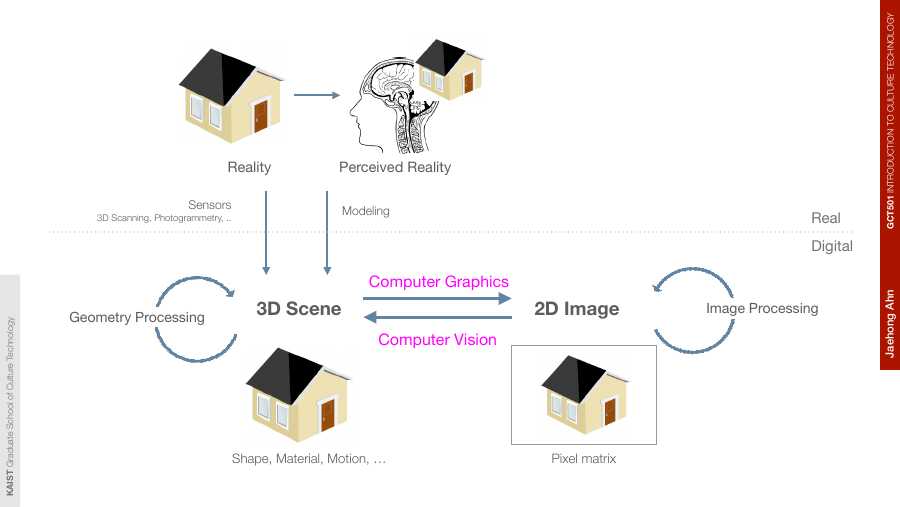 Reality
Perceived Reality
Sensors
3D Scanning, Photogrammetry, ..
Modeling
Real
Digital
Computer Graphics
3D Scene
2D Image
Geometry Processing
Image Processing
Computer Vision
Shape, Material, Motion, …
Pixel matrix
KAIST Graduate School of Culture Technology
GCT501 INTRODUCTION TO CULTURE TECHNOLOGY
Jaehong Ahn